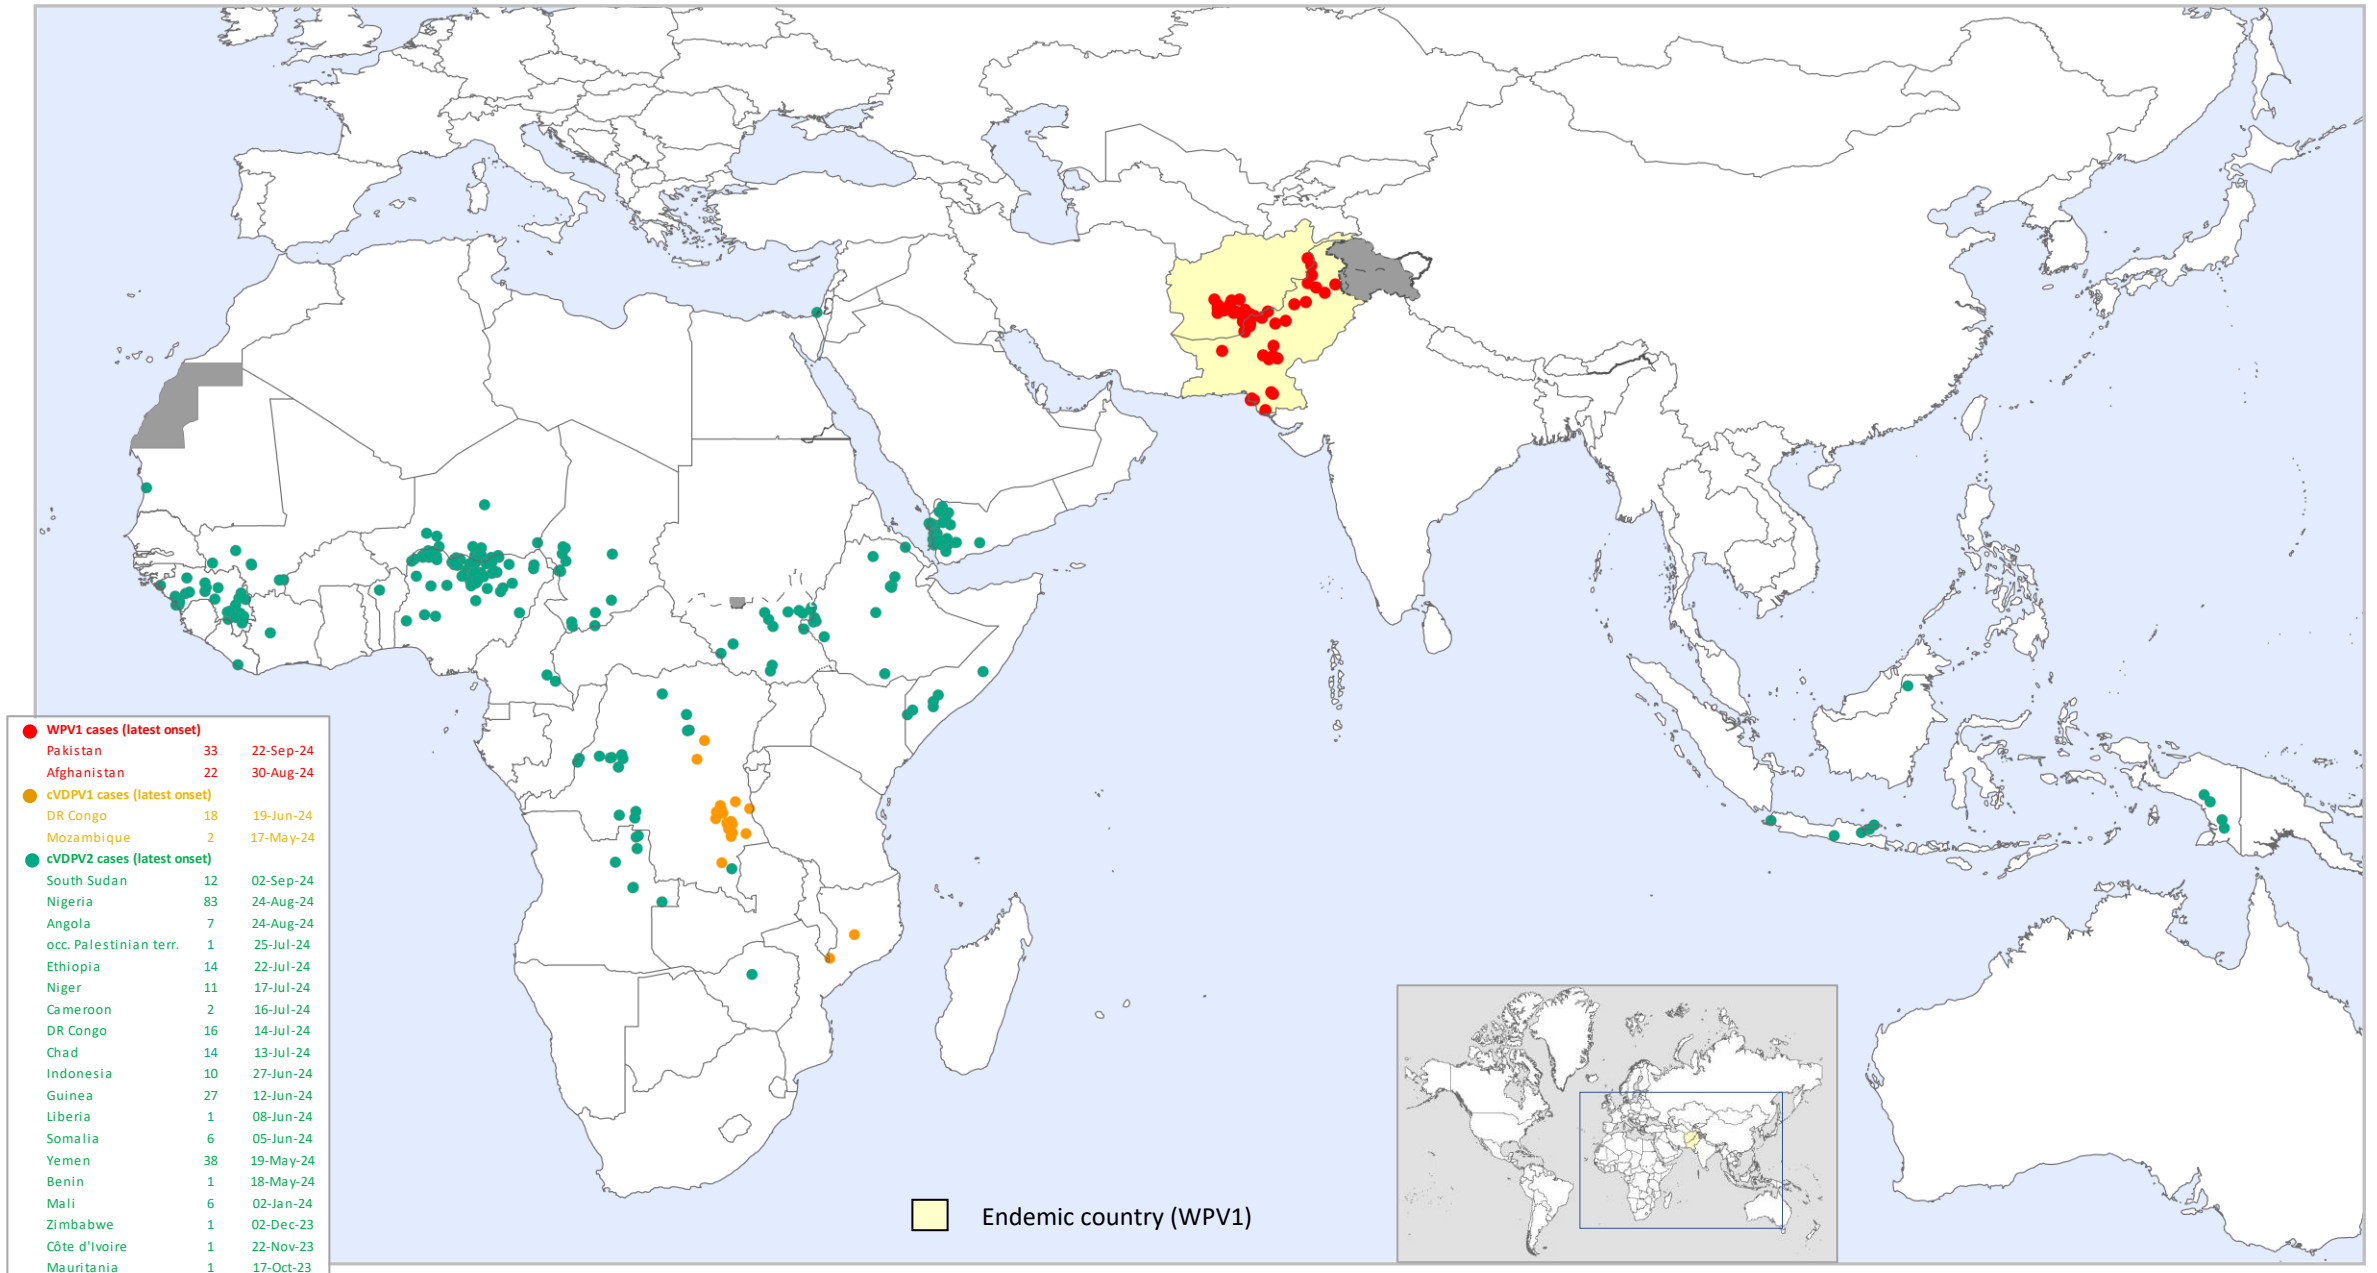 WPV1 cases (latest onset)
Pakistan 33 22-Sep-24
Afghanistan 22 30-Aug-24
cVDPV1 cases (latest onset)
DR Congo 18 19-Jun-24
Mozambique 2 17-May-24
cVDPV2 cases (latest onset)
South Sudan 12 02-Sep-24
Nigeria 83 24-Aug-24
Angola 7 24-Aug-24
occ. Palestinian terr. 1 25-Jul-24
Ethiopia 14 22-Jul-24
Niger 11 17-Jul-24
Cameroon 2 16-Jul-24
DR Congo 16 14-Jul-24
Chad 14 13-Jul-24
Indonesia 10 27-Jun-24
Guinea 27 12-Jun-24
Liberia 1 08-Jun-24
Somalia 6 05-Jun-24
Yemen 38 19-May-24
Benin 1 18-May-24
Mali 6 02-Jan-24
Zimbabwe 1 02-Dec-23
Côte d'Ivoire 1 22-Nov-23
Mauritania 1 17-Oct-23
Endemic country (WPV1)